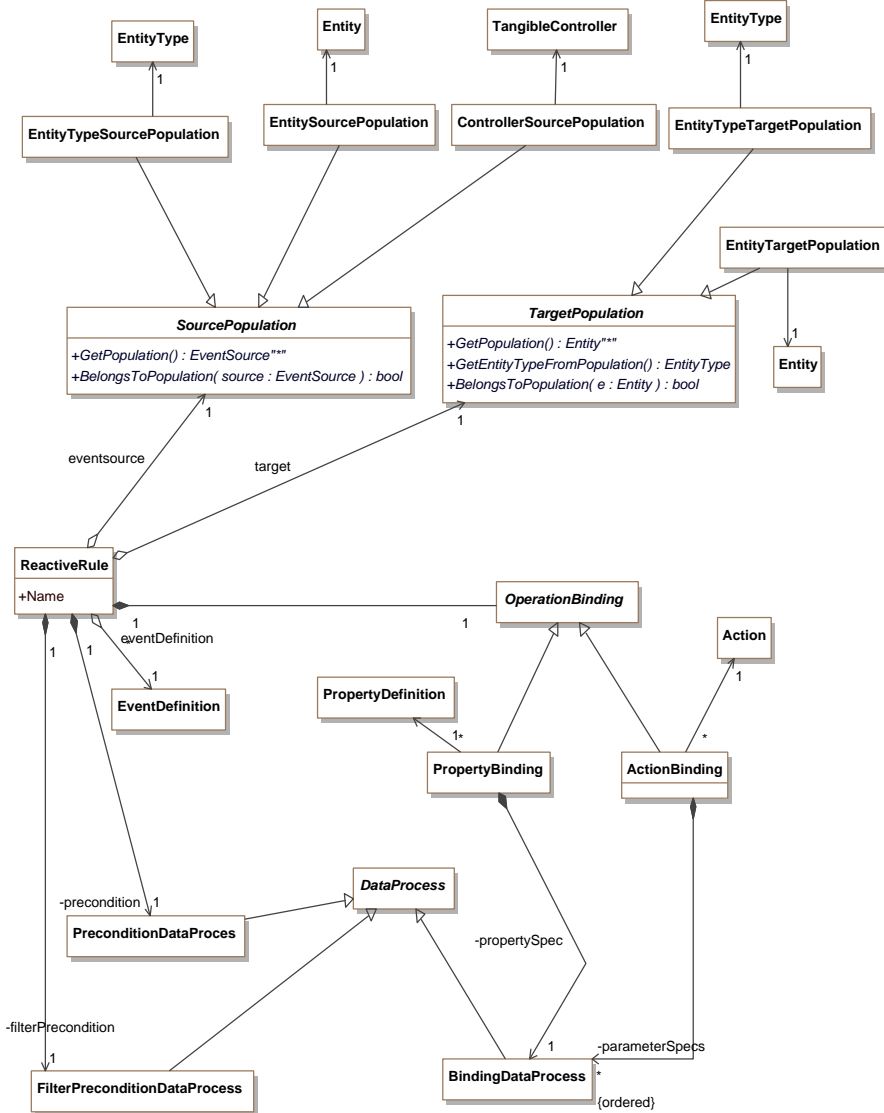 EntityType
Entity
TangibleController
EntityType
1
1
1
1
EntityTypeSourcePopulation
EntitySourcePopulation
ControllerSourcePopulation
EntityTypeTargetPopulation
EntityTargetPopulation
SourcePopulation
+GetPopulation() : EventSource"*"
+BelongsToPopulation( source : EventSource ) : bool
TargetPopulation
+GetPopulation() : Entity"*"
+GetEntityTypeFromPopulation() : EntityType
+BelongsToPopulation( e : Entity ) : bool
1
Entity
1
1
eventsource
target
ReactiveRule
+Name
OperationBinding
1
1
1
1
eventDefinition
*
1
EventDefinition
Action
1
PropertyDefinition
1
*
*
PropertyBinding
ActionBinding
DataProcess
-precondition
1
PreconditionDataProces
-propertySpec
-filterPrecondition
1
FilterPreconditionDataProcess
1
-parameterSpecs
BindingDataProcess
*
{ordered}